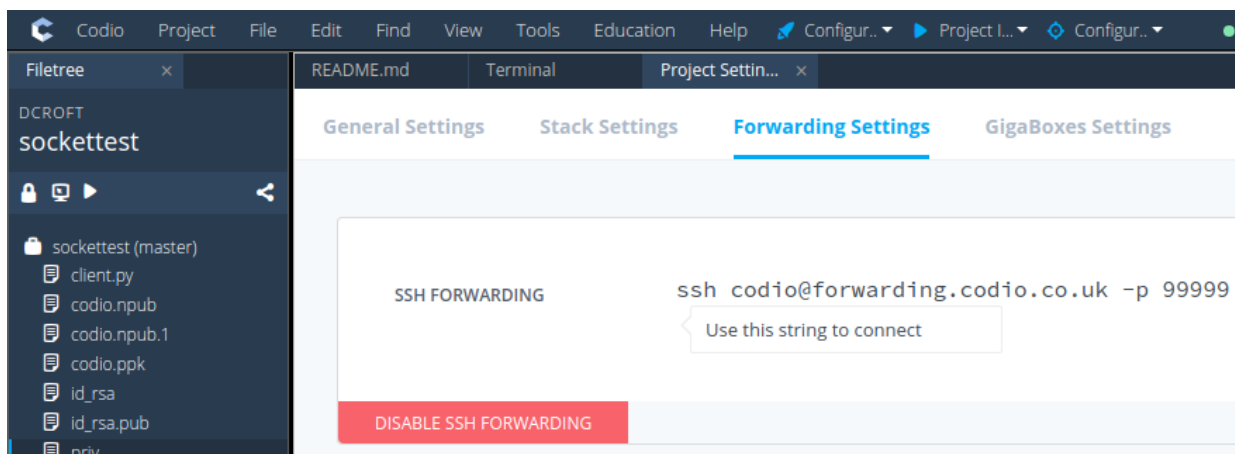 Codio Project File Edit Find View Tools Education Help Configur.. Project I... Configur..
Filetree × README.md Terminal Project Settin... ×
DCROFT
sockettest
General Settings Stack Settings Forwarding Settings GigaBoxes Settings
sockettest (master)
client.py
codio.npub
codio.npub.1
codio.ppk
id_rsa
id_rsa.pub
priv
SSH FORWARDING ssh codio@forwarding.codio.co.uk -p 99999
Use this string to connect
DISABLE SSH FORWARDING